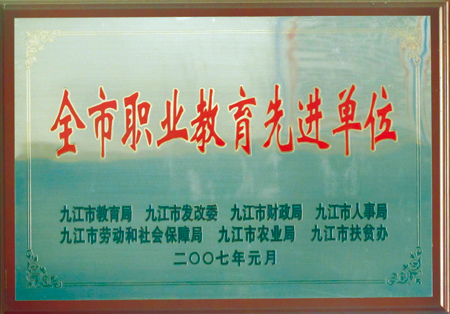 全市职业教育先进单位
九江市教育局 九江市发改委 九江市财政局 九江市人事局
九江市劳动和社会保障局 九江市农业局 九江市扶贫办
二〇〇七年元月